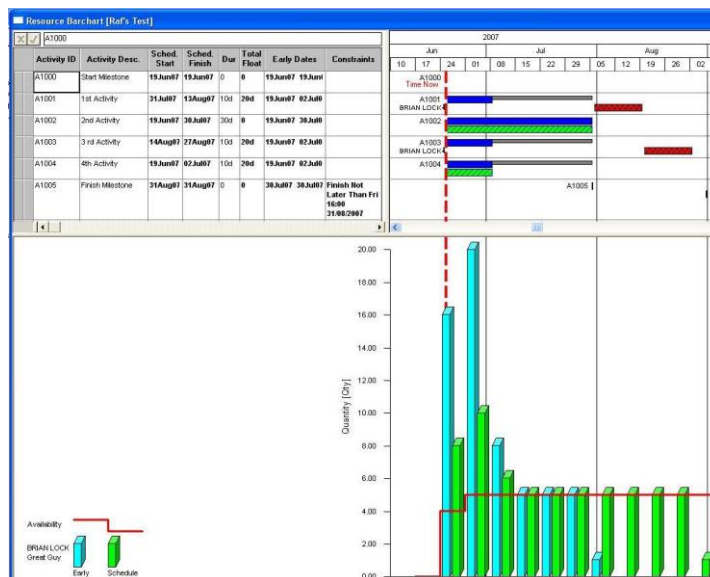 Resource Barchart [Raf's Test]
A1000
Activity ID Activity Desc. Sched. Start Sched. Finish Dur Total Float Early Dates Constraints
A1000 Start Milestone 19Jun07 19Jun07 0 0 19Jun07 19Jun
A1001 1st Activity 31Jul07 13Aug07 10d 20d 19Jun07 02Jul0
A1002 2nd Activity 19Jun07 30Jul07 30d 0 19Jun07 30Jul0
A1003 3 rd Activity 14Aug07 27Aug07 10d 20d 19Jun07 02Jul0
A1004 4th Activity 19Jun07 02Jul07 10d 20d 19Jun07 02Jul0
A1005 Finish Milestone 31Aug07 31Aug07 0 0 30Jul07 30Jul07 Finish Not
Later Than Fri
16:00
31/08/2007
2007
Jun Jul Aug
10 17 24 01 08 15 22 29 05 12 19 26 02
A1000
Time Now
A1001
BRIAN LOCK
A1002
A1003
BRIAN LOCK
A1004
A1005
20.00
18.00
16.00
14.00
12.00
10.00
8.00
6.00
4.00
2.00
0.00
Quantity [Qty]
Availability
BRIAN LOCK
Great Guy
Early Schedule